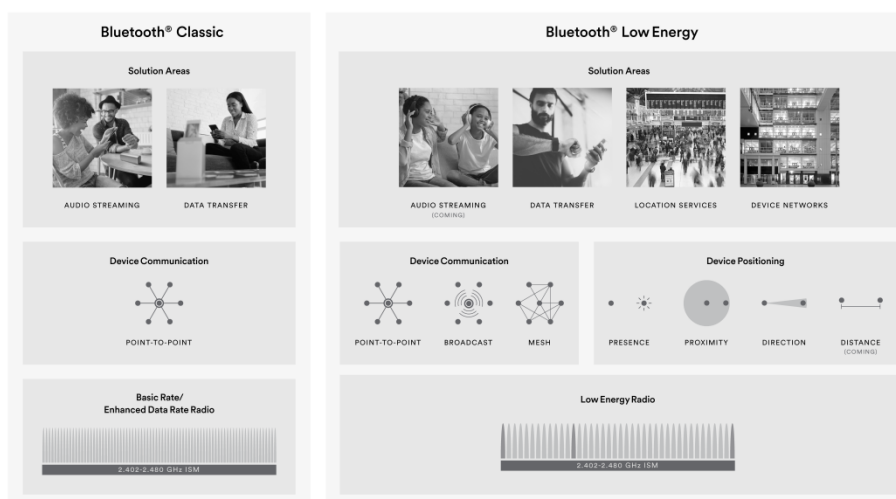 Bluetooth® Classic
Solution Areas
AUDIO STREAMING
DATA TRANSFER
Device Communication
POINT-TO-POINT
Basic Rate/
Enhanced Data Rate Radio
2.402-2.480 GHz ISM
Bluetooth® Low Energy
Solution Areas
AUDIO STREAMING
(COMING)
DATA TRANSFER
LOCATION SERVICES
DEVICE NETWORKS
Device Communication
POINT-TO-POINT
BROADCAST
MESH
Device Positioning
PRESENCE
PROXIMITY
DIRECTION
DISTANCE
(COMING)
Low Energy Radio
2.402-2.480 GHz ISM